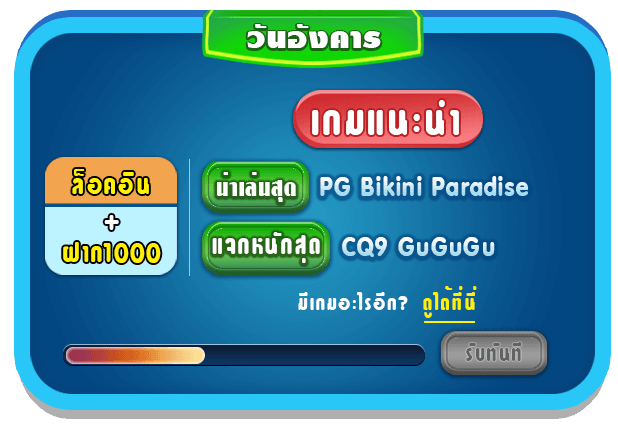 วันอังคาร
เกมแนะนำ
ล็อคอิน
+
ฝาก1000
น่าเล่นสุด PG Bikini Paradise
แจกหนักสุด CQ9 GuGuGu
มีเกมอะไรอีก? ดูได้ที่นี่
รับทันที